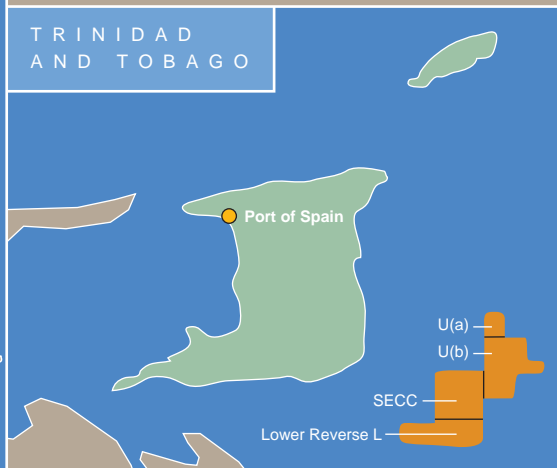 TRINIDAD
AND TOBAGO
Port of Spain
U(a)
U(b)
SECC
Lower Reverse L